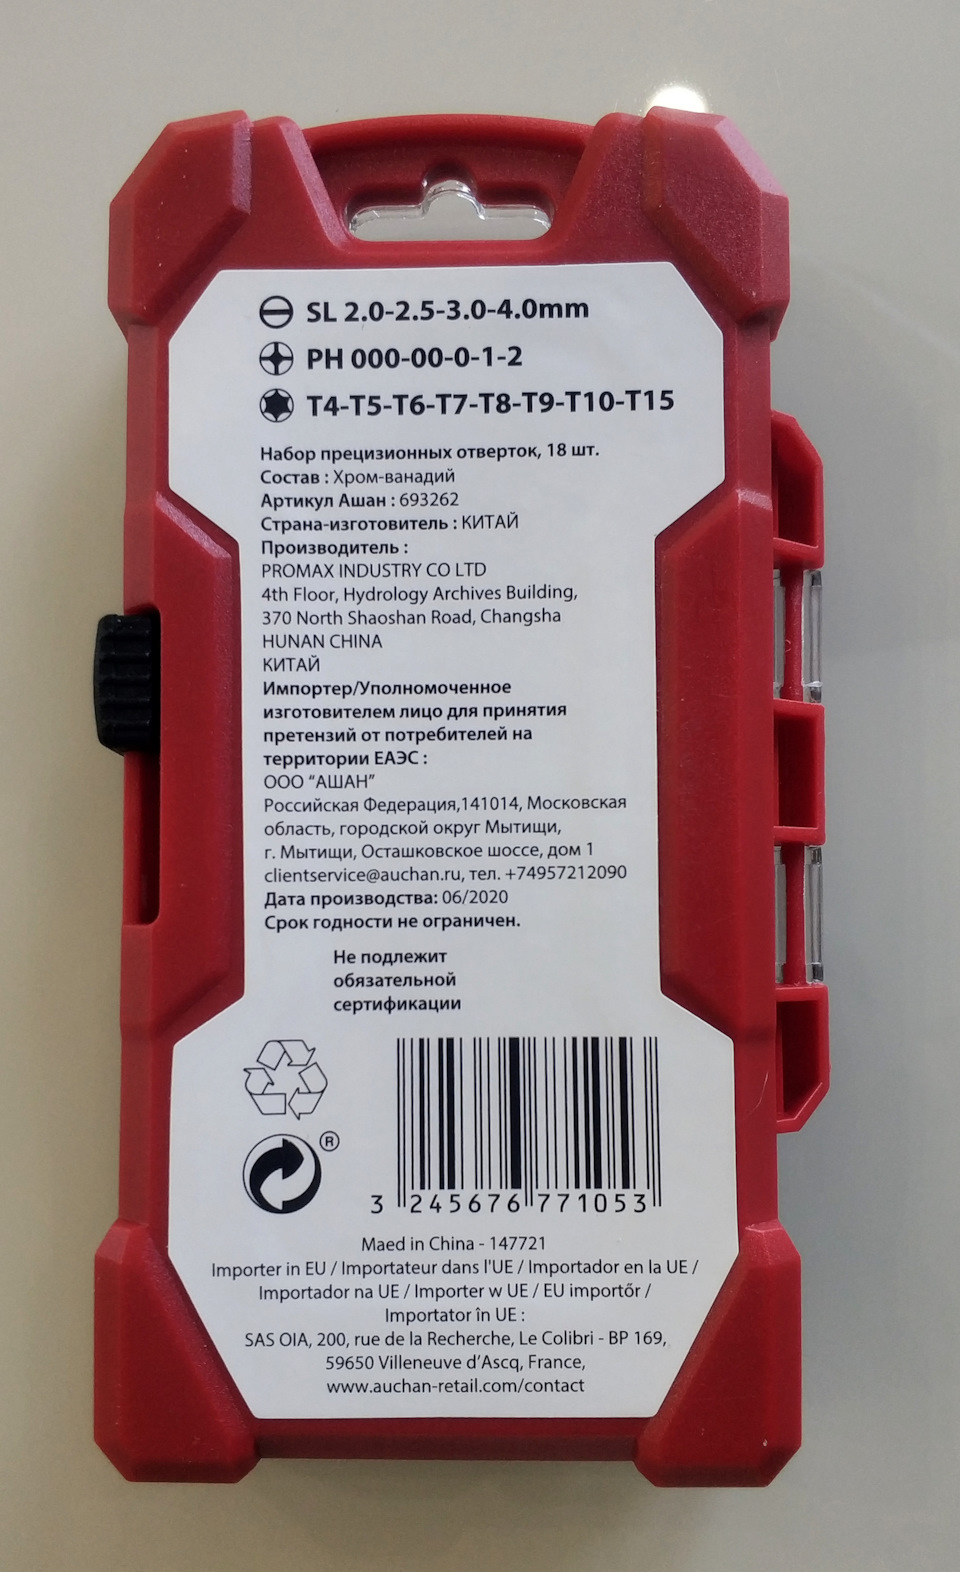 SL 2.0-2.5-3.0-4.0mm
PH 000-00-0-1-2
T4-T5-T6-T7-T8-T9-T10-T15
Набор прецизионных отверток, 18 шт.
Состав : Хром-ванадий
Артикул Ашан : 693262
Страна-изготовитель : КИТАЙ
Производитель :
PROMAX INDUSTRY CO LTD
4th Floor, Hydrology Archives Building,
370 North Shaoshan Road, Changsha
HUNAN CHINA
КИТАЙ
Импортер/Уполномоченное
изготовителем лицо для принятия
претензий от потребителей на
территории ЕАЭС :
ООО “АШАН”
Российская Федерация,141014, Московская
область, городской округ Мытищи,
г. Мытищи, Осташковское шоссе, дом 1
clientservice@auchan.ru, тел. +74957212090
Дата производства: 06/2020
Срок годности не ограничен.
Не подлежит
обязательной
сертификации
®
3 245676 771053
Maed in China - 147721
Importer in EU / Importateur dans l'UE / Importador en la UE /
Importador na UE / Importer w UE / EU importőr /
Importator în UE :
SAS OIA, 200, rue de la Recherche, Le Colibri - BP 169,
59650 Villeneuve d’Ascq, France,
www.auchan-retail.com/contact